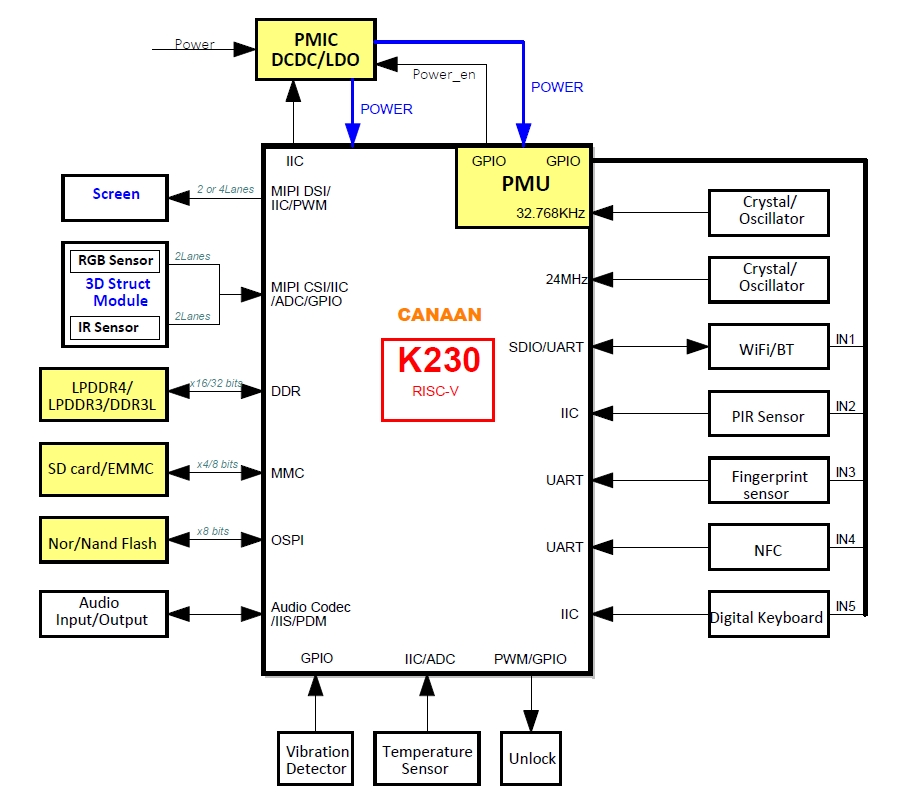 Power
PMIC
DCDC/LDO
Power_en
POWER
POWER
IIC
GPIO
GPIO
PMU
32.768KHz
Crystal/
Oscillator
Screen
2 or 4Lanes
MIPI DSI/
IIC/PWM
RGB Sensor
3D Struct
Module
IR Sensor
2Lanes
2Lanes
MIPI CSI/IIC
/ADC/GPIO
24MHz
Crystal/
Oscillator
CANAAN
K230
RISC-V
SDIO/UART
WiFi/BT
IN1
LPDDR4/
LPDDR3/DDR3L
x16/32 bits
DDR
IIC
PIR Sensor
IN2
SD card/EMMC
x4/8 bits
MMC
UART
Fingerprint
sensor
IN3
Nor/Nand Flash
x8 bits
OSPI
UART
NFC
IN4
Audio
Input/Output
Audio Codec
/IIS/PDM
IIC
Digital Keyboard
IN5
GPIO
IIC/ADC
PWM/GPIO
Vibration
Detector
Temperature
Sensor
Unlock